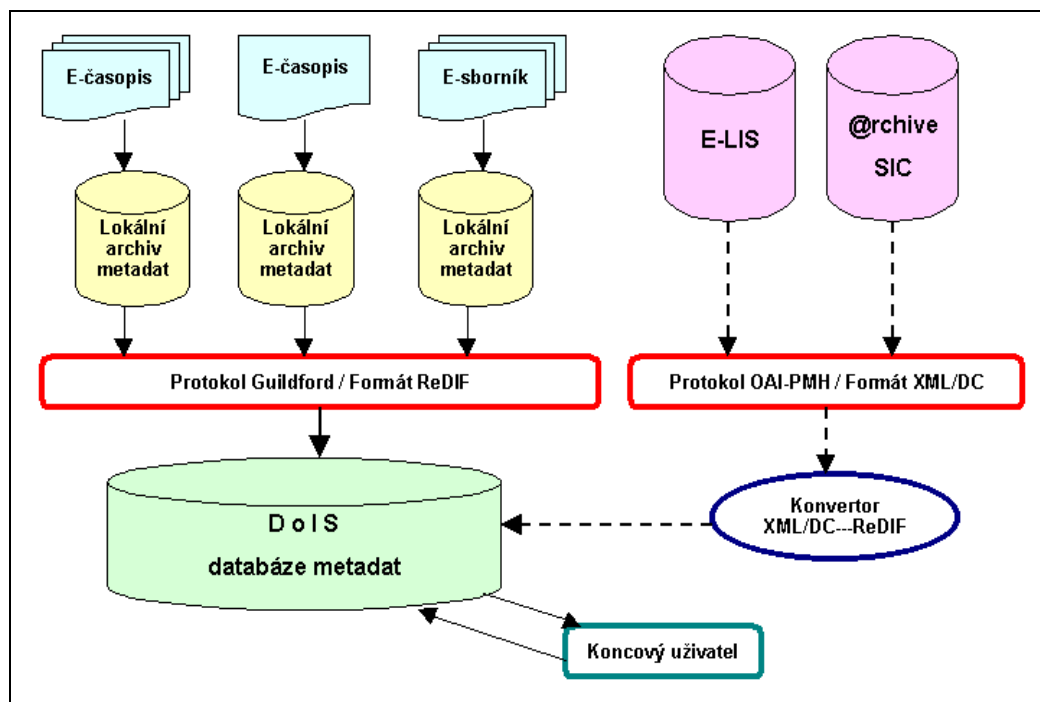 E-časopis
E-časopis
E-sborník
E-LIS
@rchive
SIC
Lokální
archiv
metadat
Lokální
archiv
metadat
Lokální
archiv
metadat
Protokol Guildford / Formát ReDIF
Protokol OAI-PMH / Formát XML/DC
D o I S
databáze metadat
Konvertor
XML/DC---ReDIF
Koncový uživatel